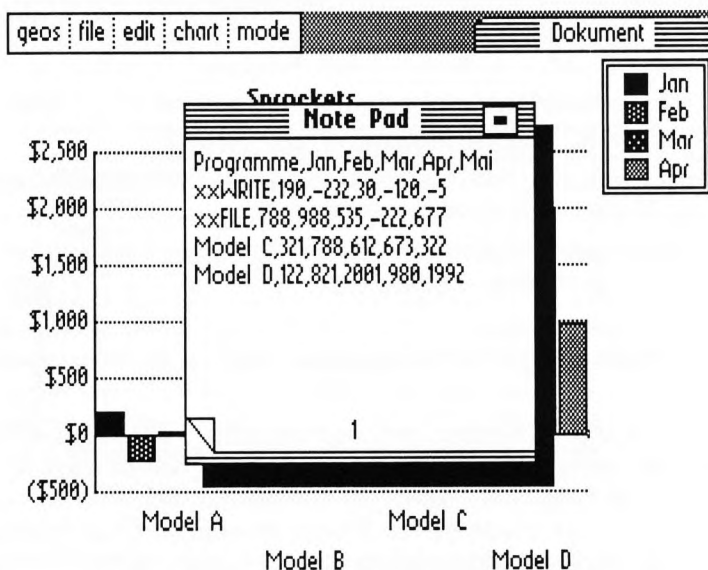 geos file edit chart mode
Dokument
Sprockets
Jan
Feb
Mar
Apr
Note Pad
Programme,Jan,Feb,Mar,Apr,Mai
xxWRITE,190,-232,30,-120,-5
xxFILE,788,988,535,-222,677
Model C,321,788,612,673,322
Model D,122,821,2001,980,1992
1
$2,500
$2,000
$1,500
$1,000
$500
$0
($500)
Model A
Model C
Model B
Model D